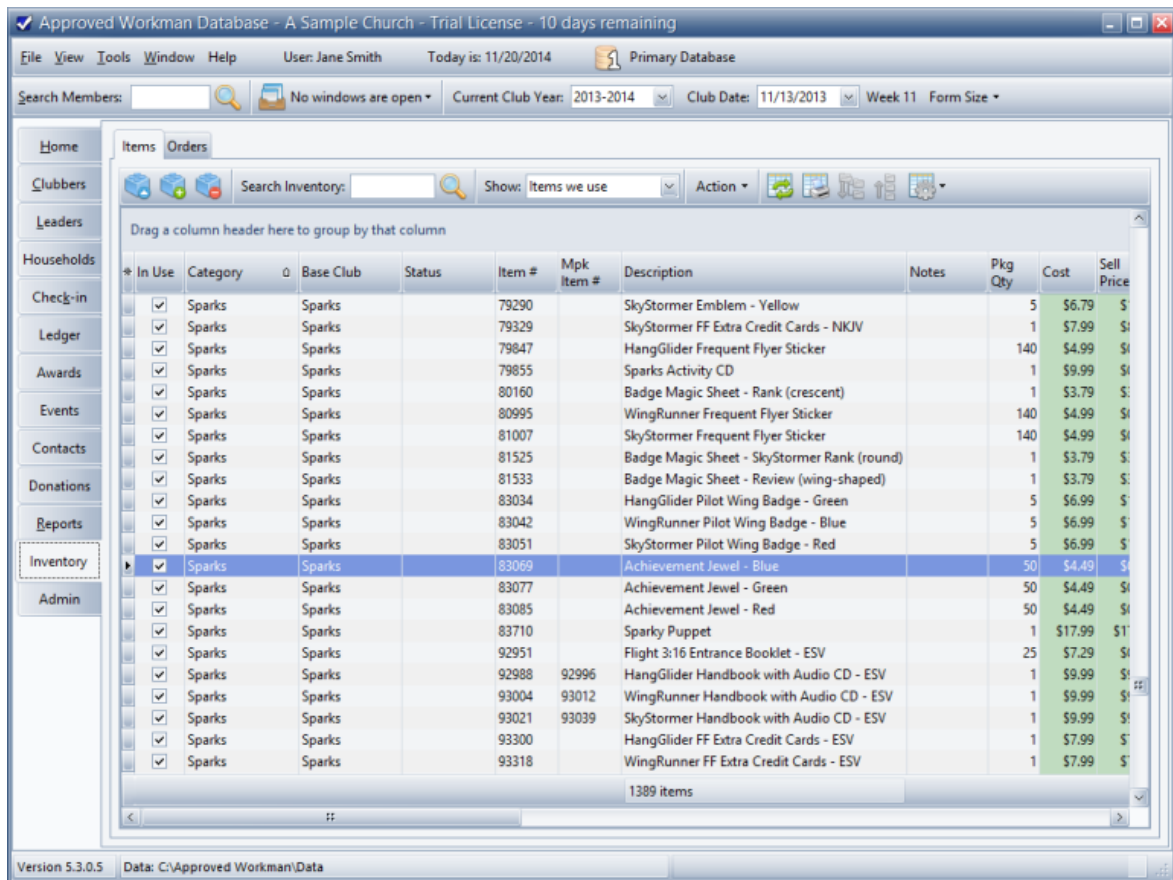 Approved Workman Database - A Sample Church - Trial License - 10 days remaining
File View Tools Window Help User: Jane Smith Today is: 11/20/2014 Primary Database
Search Members: No windows are open Current Club Year: 2013-2014 Club Date: 11/13/2013 Week 11 Form Size
Home
Clubbers
Leaders
Households
Check-in
Ledger
Awards
Events
Contacts
Donations
Reports
Inventory
Admin
Items Orders
Search Inventory: Show: Items we use Action
Drag a column header here to group by that column
In Use Category Base Club Status Item # Mpk Item # Description Notes Pkg Qty Cost Sell Price
Sparks Sparks 79290 SkyStormer Emblem - Yellow 5 $6.79
Sparks Sparks 79329 SkyStormer FF Extra Credit Cards - NKJV 1 $7.99
Sparks Sparks 79847 HangGlider Frequent Flyer Sticker 140 $4.99
Sparks Sparks 79855 Sparks Activity CD 1 $9.99
Sparks Sparks 80160 Badge Magic Sheet - Rank (crescent) 1 $3.79
Sparks Sparks 80995 WingRunner Frequent Flyer Sticker 140 $4.99
Sparks Sparks 81007 SkyStormer Frequent Flyer Sticker 140 $4.99
Sparks Sparks 81525 Badge Magic Sheet - SkyStormer Rank (round) 1 $3.79
Sparks Sparks 81533 Badge Magic Sheet - Review (wing-shaped) 1 $3.79
Sparks Sparks 83034 HangGlider Pilot Wing Badge - Green 5 $6.99
Sparks Sparks 83042 WingRunner Pilot Wing Badge - Blue 5 $6.99
Sparks Sparks 83051 SkyStormer Pilot Wing Badge - Red 5 $6.99
Sparks Sparks 83069 Achievement Jewel - Blue 50 $4.49
Sparks Sparks 83077 Achievement Jewel - Green 50 $4.49
Sparks Sparks 83085 Achievement Jewel - Red 50 $4.49
Sparks Sparks 83710 Sparky Puppet 1 $17.99
Sparks Sparks 92951 Flight 3:16 Entrance Booklet - ESV 25 $7.29
Sparks Sparks 92988 92996 HangGlider Handbook with Audio CD - ESV 1 $9.99
Sparks Sparks 93004 93012 WingRunner Handbook with Audio CD - ESV 1 $9.99
Sparks Sparks 93021 93039 SkyStormer Handbook with Audio CD - ESV 1 $9.99
Sparks Sparks 93300 HangGlider FF Extra Credit Cards - ESV 1 $7.99
Sparks Sparks 93318 WingRunner FF Extra Credit Cards - ESV 1 $7.99
1389 items
Version 5.3.0.5 Data: C:\Approved Workman\Data